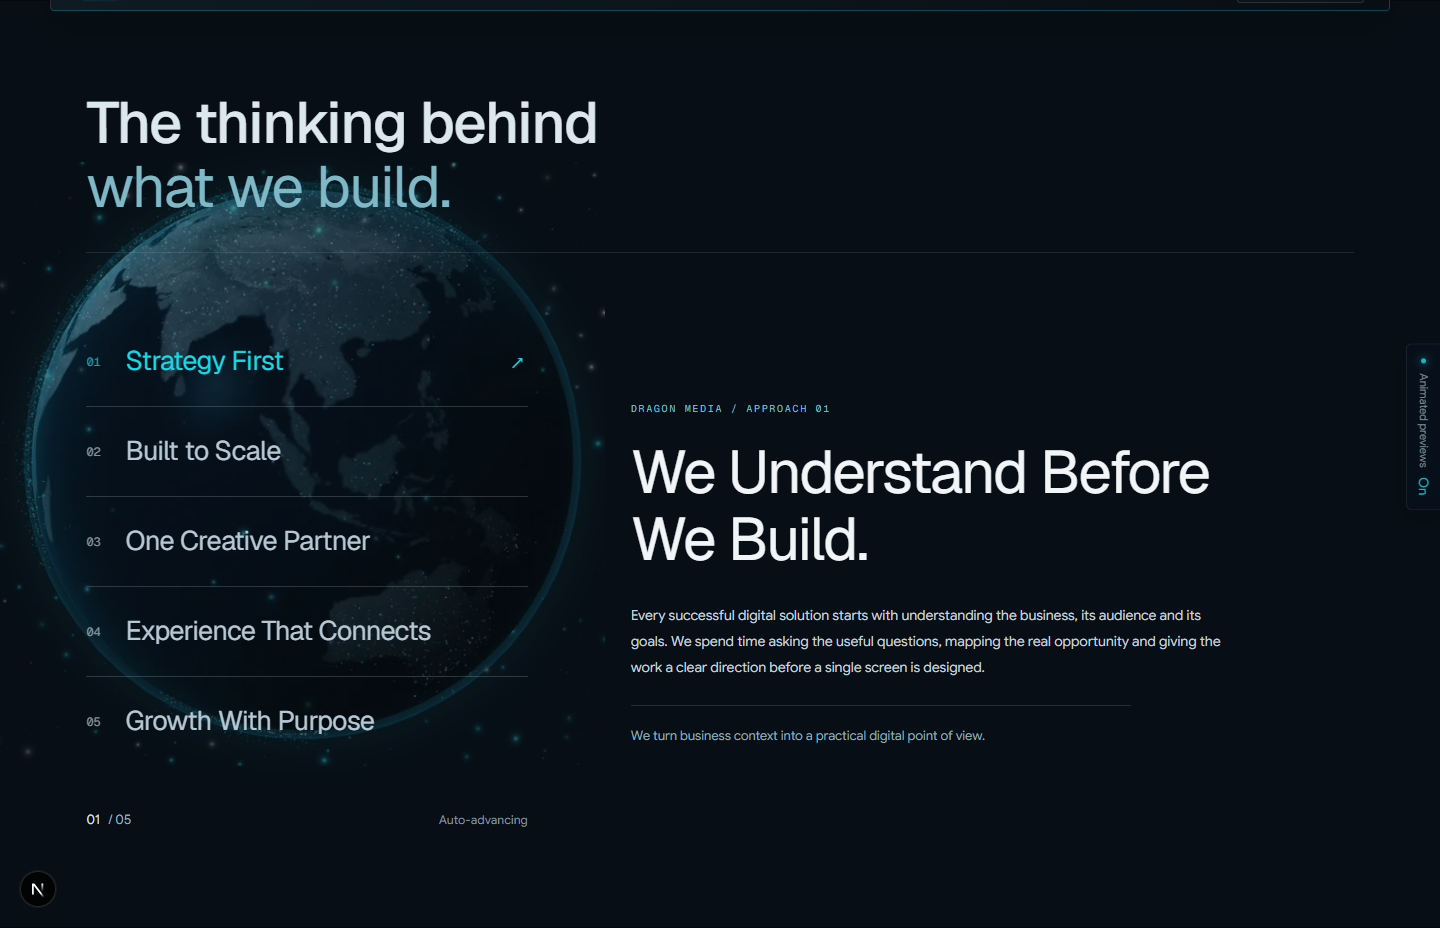 The thinking behind
what we build.
01 Strategy First ↗
02 Built to Scale
03 One Creative Partner
04 Experience That Connects
05 Growth With Purpose
01 / 05
Auto-advancing
DRAGON MEDIA / APPROACH 01
We Understand Before
We Build.
Every successful digital solution starts with understanding the business, its audience and its
goals. We spend time asking the useful questions, mapping the real opportunity and giving the
work a clear direction before a single screen is designed.
We turn business context into a practical digital point of view.
Animated previews On
N